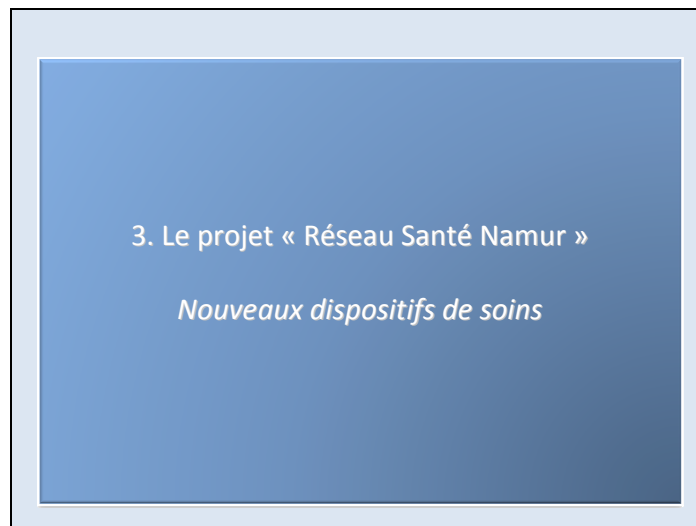 3. Le projet « Réseau Santé Namur »
Nouveaux dispositifs de soins